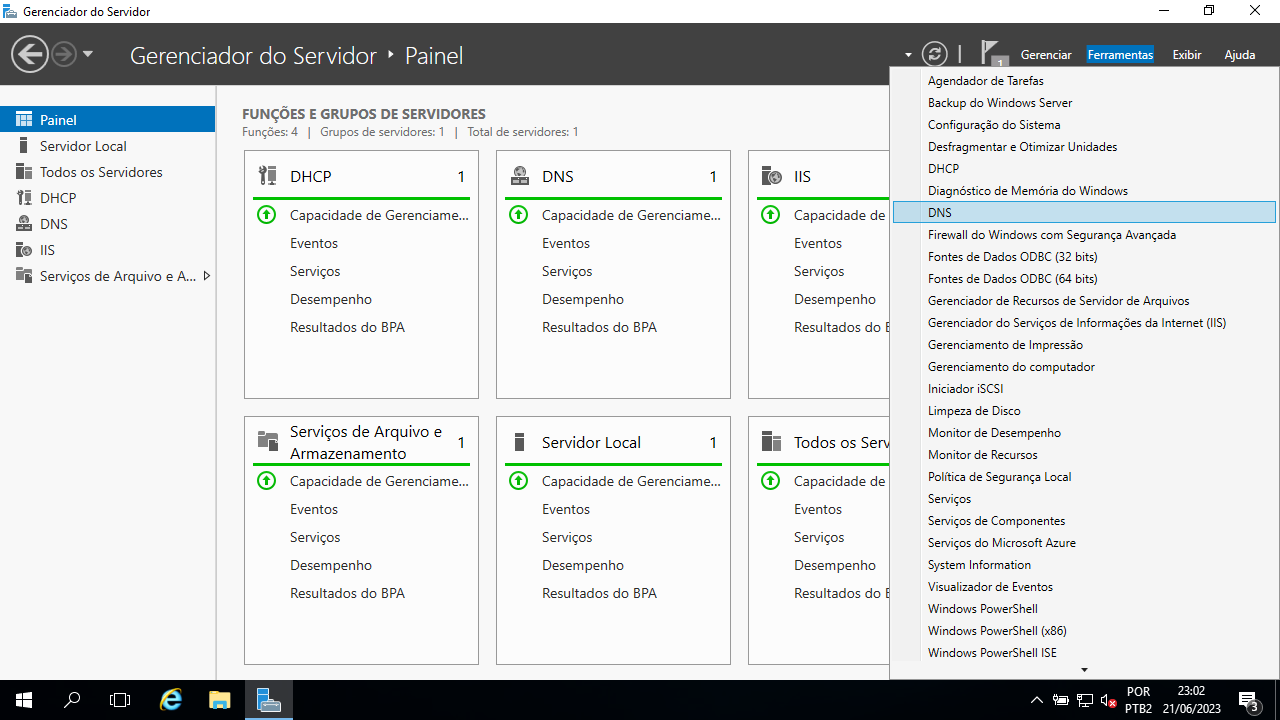 Gerenciador do Servidor
Gerenciador do Servidor ‣ Painel
1
Gerenciar
Ferramentas
Exibir
Ajuda
Painel
Servidor Local
Todos os Servidores
DHCP
DNS
IIS
Serviços de Arquivo e A...
FUNÇÕES E GRUPOS DE SERVIDORES
Funções: 4 | Grupos de servidores: 1 | Total de servidores: 1
DHCP 1
Capacidade de Gerenciame...
Eventos
Serviços
Desempenho
Resultados do BPA
DNS 1
Capacidade de Gerenciame...
Eventos
Serviços
Desempenho
Resultados do BPA
IIS
Capacidade de
Eventos
Serviços
Desempenho
Resultados do B
Serviços de Arquivo e
Armazenamento 1
Capacidade de Gerenciame...
Eventos
Serviços
Desempenho
Resultados do BPA
Servidor Local 1
Capacidade de Gerenciame...
Eventos
Serviços
Desempenho
Resultados do BPA
Todos os Serv
Capacidade de
Eventos
Serviços
Desempenho
Resultados do B
Agendador de Tarefas
Backup do Windows Server
Configuração do Sistema
Desfragmentar e Otimizar Unidades
DHCP
Diagnóstico de Memória do Windows
DNS
Firewall do Windows com Segurança Avançada
Fontes de Dados ODBC (32 bits)
Fontes de Dados ODBC (64 bits)
Gerenciador de Recursos de Servidor de Arquivos
Gerenciador do Serviços de Informações da Internet (IIS)
Gerenciamento de Impressão
Gerenciamento do computador
Iniciador iSCSI
Limpeza de Disco
Monitor de Desempenho
Monitor de Recursos
Política de Segurança Local
Serviços
Serviços de Componentes
Serviços do Microsoft Azure
System Information
Visualizador de Eventos
Windows PowerShell
Windows PowerShell (x86)
Windows PowerShell ISE
POR
PTB2
23:02
21/06/2023
3